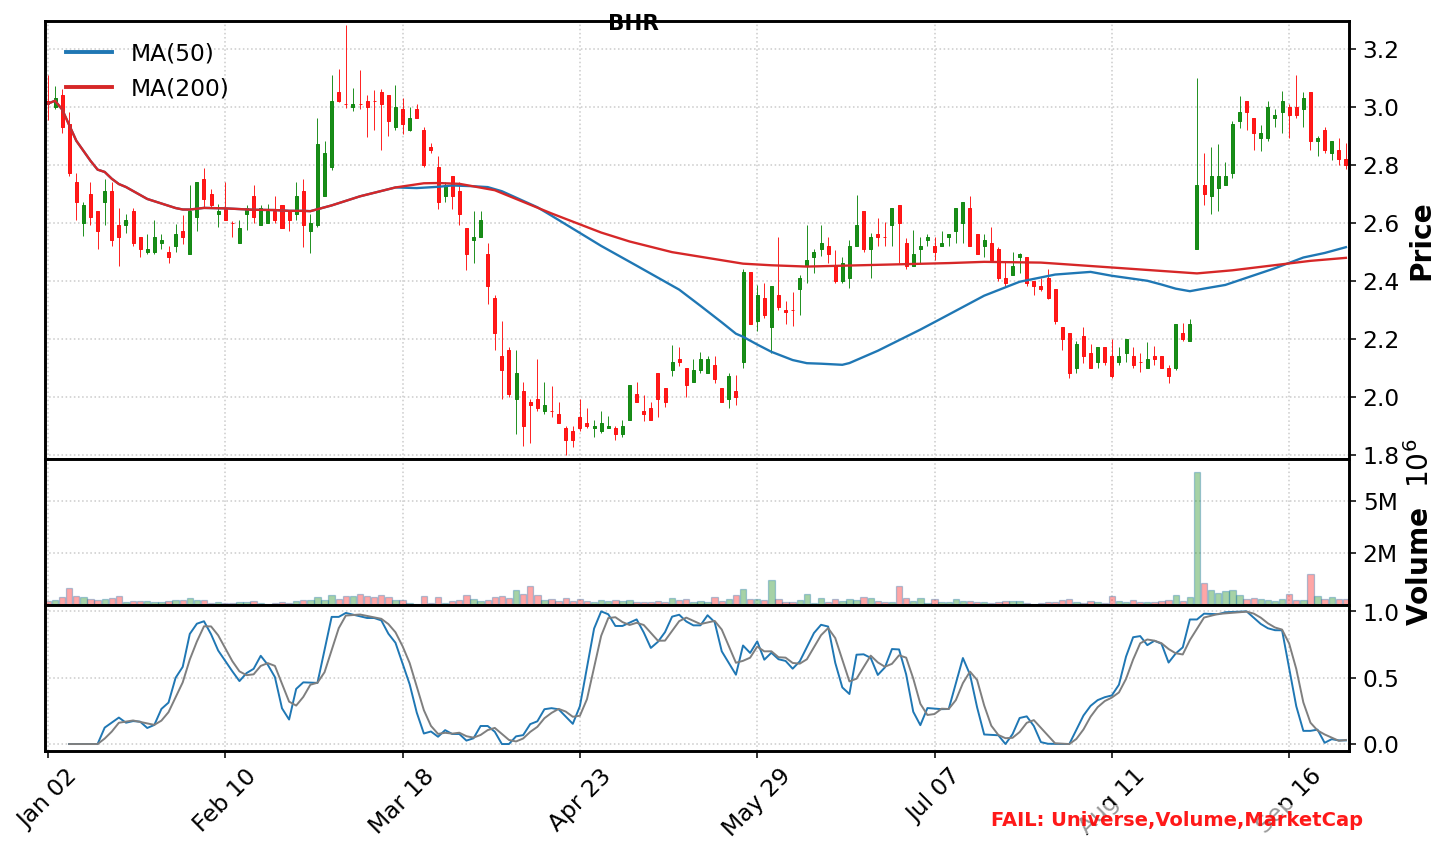 BHR
MA(50)
MA(200)
3.2
3.0
2.8
2.6
2.4
2.2
2.0
1.8
Price
10^6
5M
2M
Volume
1.0
0.5
0.0
Jan 02
Feb 10
Mar 18
Apr 23
May 29
Jul 07
Aug 11
Sep 16
FAIL: Universe,Volume,MarketCap